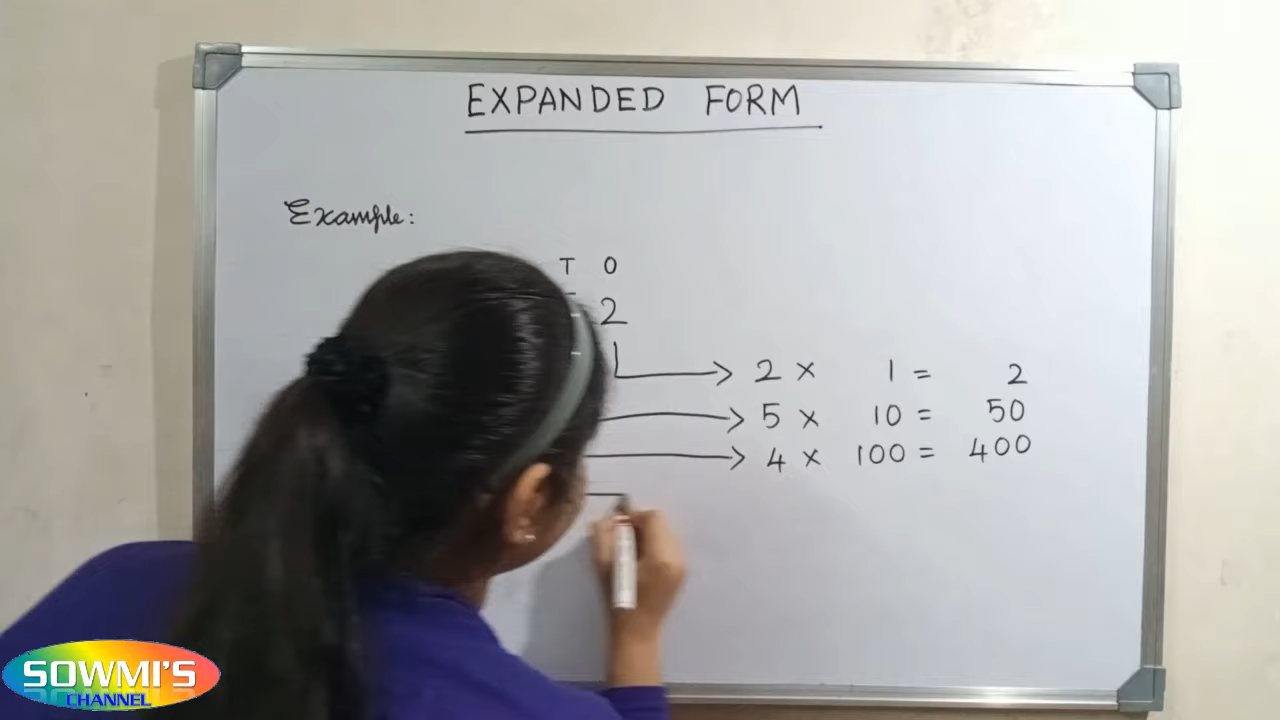 EXPANDED FORM
Example:
T O
2
2 × 1 = 2
5 × 10 = 50
4 × 100 = 400
SOWMI'S
CHANNEL